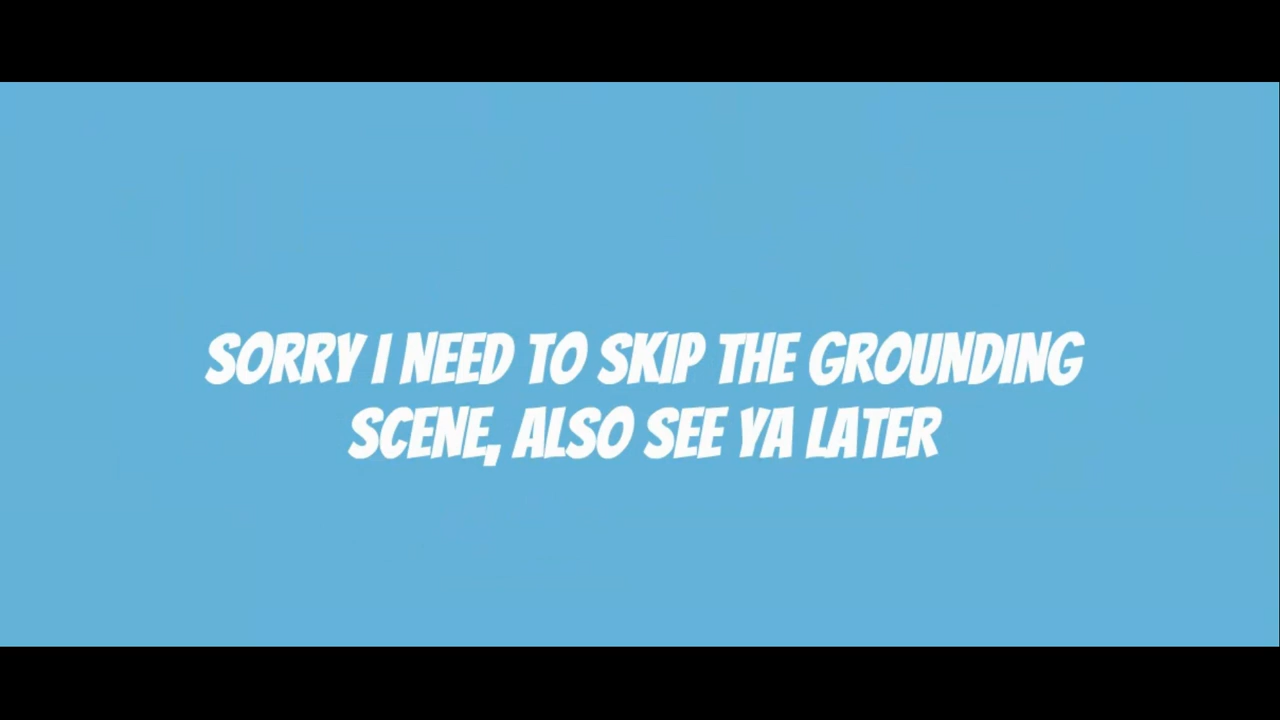 SORRY I NEED TO SKIP THE GROUNDING
SCENE, ALSO SEE YA LATER